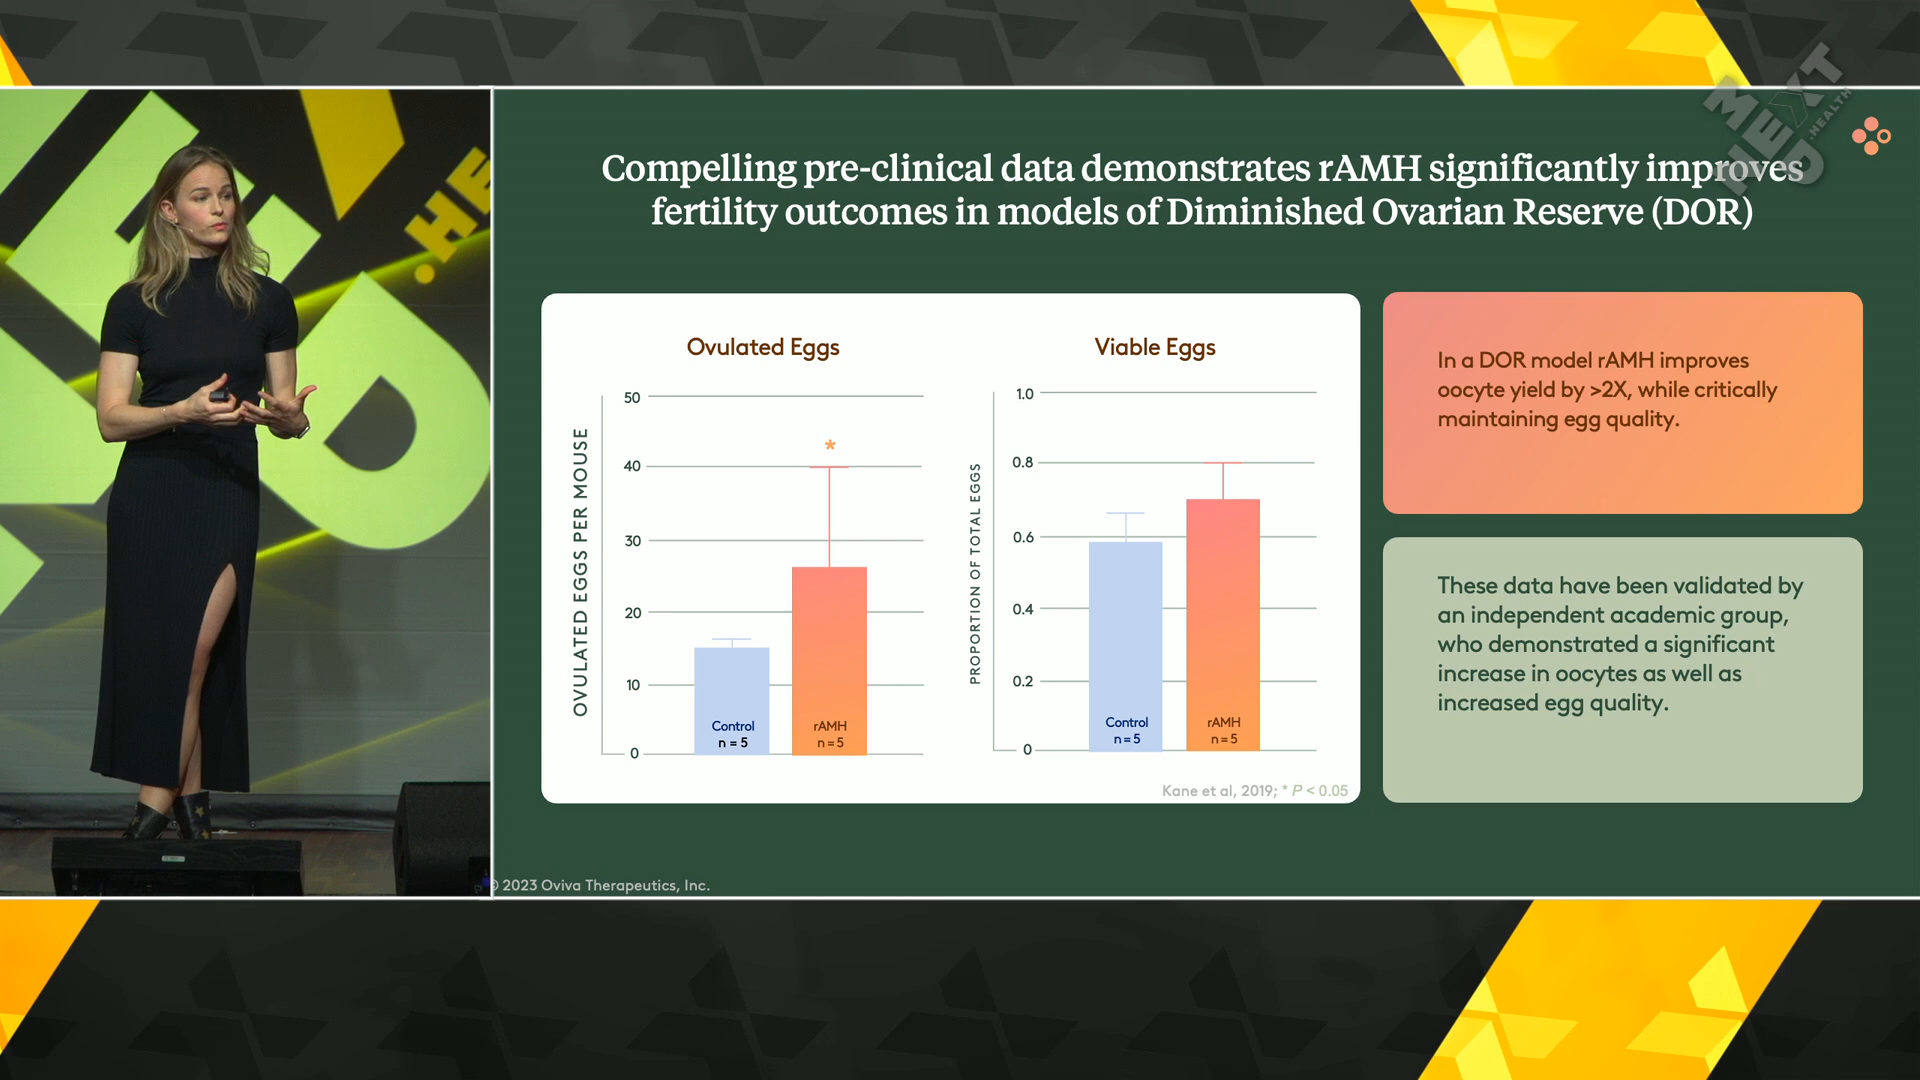 .HE
NEXT
MED
.HEALTH
Compelling pre-clinical data demonstrates rAMH significantly improves
fertility outcomes in models of Diminished Ovarian Reserve (DOR)
Ovulated Eggs
OVULATED EGGS PER MOUSE
50
40
30
20
10
0
*
Control
n = 5
rAMH
n = 5
Viable Eggs
PROPORTION OF TOTAL EGGS
1.0
0.8
0.6
0.4
0.2
0
Control
n = 5
rAMH
n = 5
Kane et al, 2019; * P < 0.05
In a DOR model rAMH improves
oocyte yield by >2X, while critically
maintaining egg quality.
These data have been validated by
an independent academic group,
who demonstrated a significant
increase in oocytes as well as
increased egg quality.
© 2023 Oviva Therapeutics, Inc.